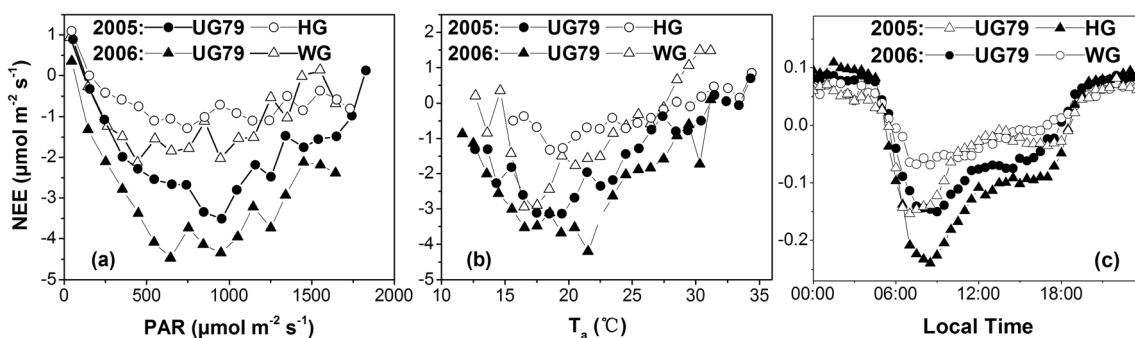 2005: UG79 HG
2006: UG79 WG
NEE (μmol m⁻² s⁻¹)
1
0
-1
-2
-3
-4
-5
(a)
0 500 1000 1500 2000
PAR (μmol m⁻² s⁻¹)
2005: UG79 HG
2006: UG79 WG
2
1
0
-1
-2
-3
-4
-5
(b)
10 15 20 25 30 35
Tₐ (℃)
2005: UG79 HG
2006: UG79 WG
0.1
0.0
-0.1
-0.2
(c)
00:00 06:00 12:00 18:00
Local Time